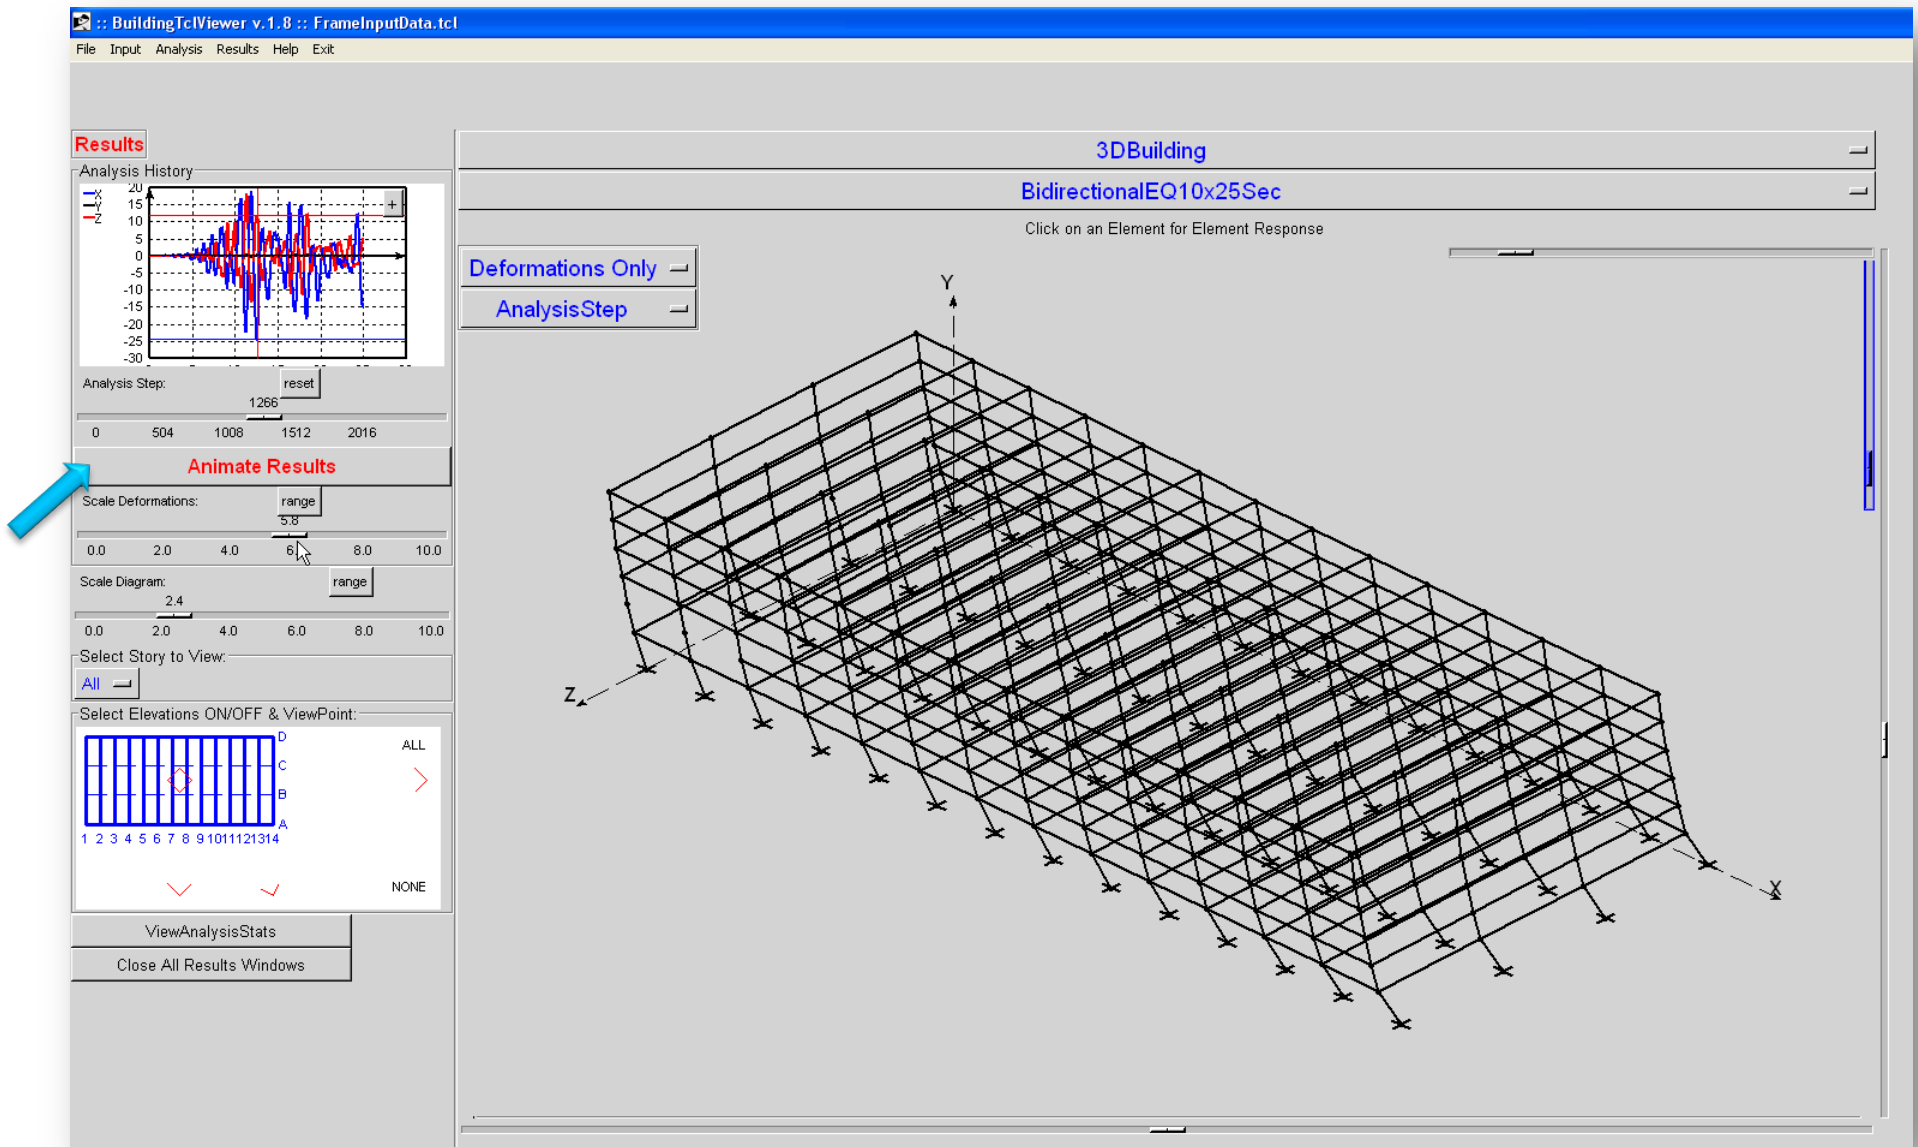 :: BuildingTclViewer v.1.8 :: FrameInputData.tcl
File Input Analysis Results Help Exit
Results
3DBuilding
Analysis History
BidirectionalEQ10x25Sec
Click on an Element for Element Response
X
Y
Z
+
20
15
10
5
0
-5
-10
-15
-20
-25
-30
Deformations Only
AnalysisStep
Analysis Step:
reset
1266
0 504 1008 1512 2016
Animate Results
Scale Deformations:
range
5.8
0.0 2.0 4.0 6. 8.0 10.0
Scale Diagram:
range
2.4
0.0 2.0 4.0 6.0 8.0 10.0
Select Story to View:
All
Select Elevations ON/OFF & ViewPoint:
D
C
B
A
ALL
1 2 3 4 5 6 7 8 9 10 11 12 13 14
NONE
ViewAnalysisStats
Close All Results Windows
Y
Z
X